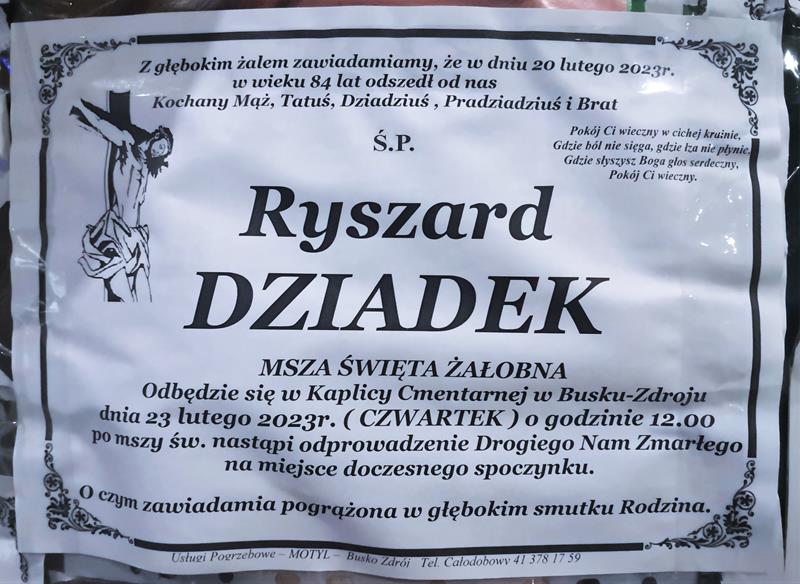 Z głębokim żalem zawiadamiamy, że w dniu 20 lutego 2023r.
w wieku 84 lat odszedł od nas
Kochany Mąż, Tatuś, Dziadziuś , Pradziadziuś i Brat
Ś.P.
Pokój Ci wieczny w cichej krainie,
Gdzie ból nie sięga, gdzie łza nie płynie.
Gdzie słyszysz Boga głos serdeczny,
Pokój Ci wieczny.
Ryszard
DZIADEK
MSZA ŚWIĘTA ŻAŁOBNA
Odbędzie się w Kaplicy Cmentarnej w Busku-Zdroju
dnia 23 lutego 2023r. ( CZWARTEK ) o godzinie 12.00
po mszy św. nastąpi odprowadzenie Drogiego Nam Zmarłego
na miejsce doczesnego spoczynku.
O czym zawiadamia pogrążona w głębokim smutku Rodzina.
Usługi Pogrzebowe – MOTYL – Busko Zdrój Tel. Całodobowy 41 378 17 59